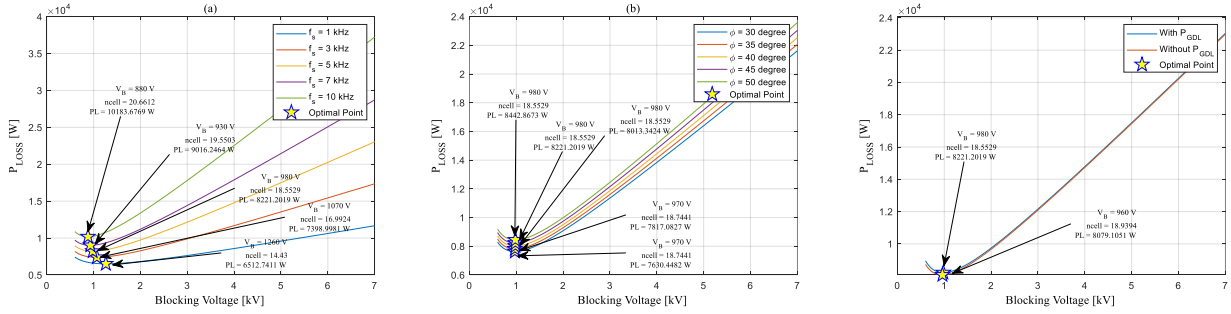 (a)
×10⁴
P_LOSS [W]
4
3.5
3
2.5
2
1.5
1
0.5
0
1
2
3
4
5
6
7
Blocking Voltage [kV]
f_s = 1 kHz
f_s = 3 kHz
f_s = 5 kHz
f_s = 7 kHz
f_s = 10 kHz
Optimal Point
V_B = 880 V
ncell = 20.6612
PL = 10183.6769 W
V_B = 930 V
ncell = 19.5503
PL = 9016.2464 W
V_B = 980 V
ncell = 18.5529
PL = 8221.2019 W
V_B = 1070 V
ncell = 16.9924
PL = 7398.9981 W
V_B = 1260 V
ncell = 14.43
PL = 6512.7411 W
(b)
×10⁴
P_LOSS [W]
2.4
2.2
2
1.8
1.6
1.4
1.2
1
0.8
0.6
0
1
2
3
4
5
6
7
Blocking Voltage [kV]
ϕ = 30 degree
ϕ = 35 degree
ϕ = 40 degree
ϕ = 45 degree
ϕ = 50 degree
Optimal Point
V_B = 980 V
ncell = 18.5529
PL = 8442.8673 W
V_B = 980 V
ncell = 18.5529
PL = 8221.2019 W
V_B = 980 V
ncell = 18.5529
PL = 8013.3424 W
V_B = 970 V
ncell = 18.7441
PL = 7817.0827 W
V_B = 970 V
ncell = 18.7441
PL = 7630.4482 W
×10⁴
P_LOSS [W]
2.4
2.2
2
1.8
1.6
1.4
1.2
1
0.8
0
1
2
3
4
5
6
7
Blocking Voltage [kV]
With P_GDL
Without P_GDL
Optimal Point
V_B = 980 V
ncell = 18.5529
PL = 8221.2019 W
V_B = 960 V
ncell = 18.9394
PL = 8079.1051 W